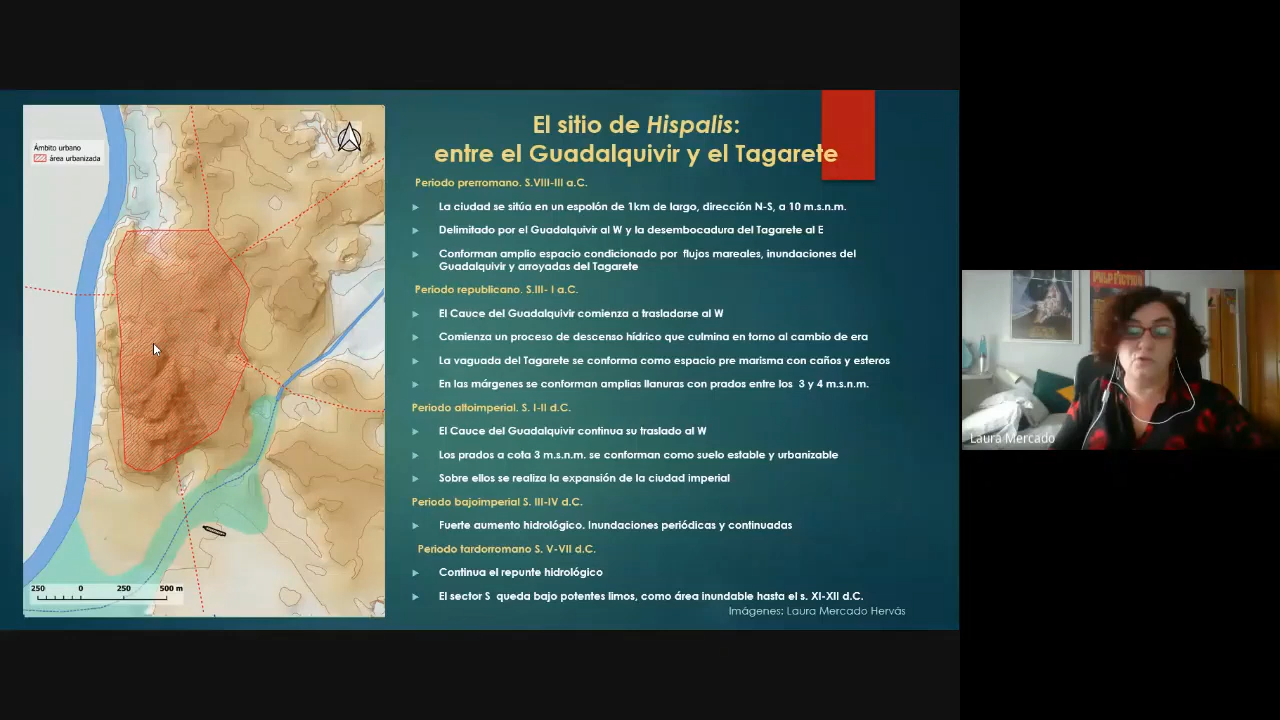 El sitio de Hispalis:
entre el Guadalquivir y el Tagarete
Ámbito urbano
área urbanizada
Periodo prerromano. S.VIII-III a.C.
La ciudad se sitúa en un espolón de 1km de largo, dirección N-S, a 10 m.s.n.m.
Delimitado por el Guadalquivir al W y la desembocadura del Tagarete al E
Conforman amplio espacio condicionado por flujos mareales, inundaciones del
Guadalquivir y arroyadas del Tagarete
Periodo republicano. S.III- I a.C.
El Cauce del Guadalquivir comienza a trasladarse al W
Comienza un proceso de descenso hídrico que culmina en torno al cambio de era
La vaguada del Tagarete se conforma como espacio pre marisma con caños y esteros
En las márgenes se conforman amplias llanuras con prados entre los 3 y 4 m.s.n.m.
Periodo altoimperial. S. I-II d.C.
El Cauce del Guadalquivir continua su traslado al W
Los prados a cota 3 m.s.n.m. se conforman como suelo estable y urbanizable
Sobre ellos se realiza la expansión de la ciudad imperial
Periodo bajoimperial S. III-IV d.C.
Fuerte aumento hidrológico. Inundaciones periódicas y continuadas
Periodo tardorromano S. V-VII d.C.
Continua el repunte hidrológico
El sector S queda bajo potentes limos, como área inundable hasta el s. XI-XII d.C.
Imágenes: Laura Mercado Hervás
250 0 250 500 m
PULP FICTION
Laura Mercado